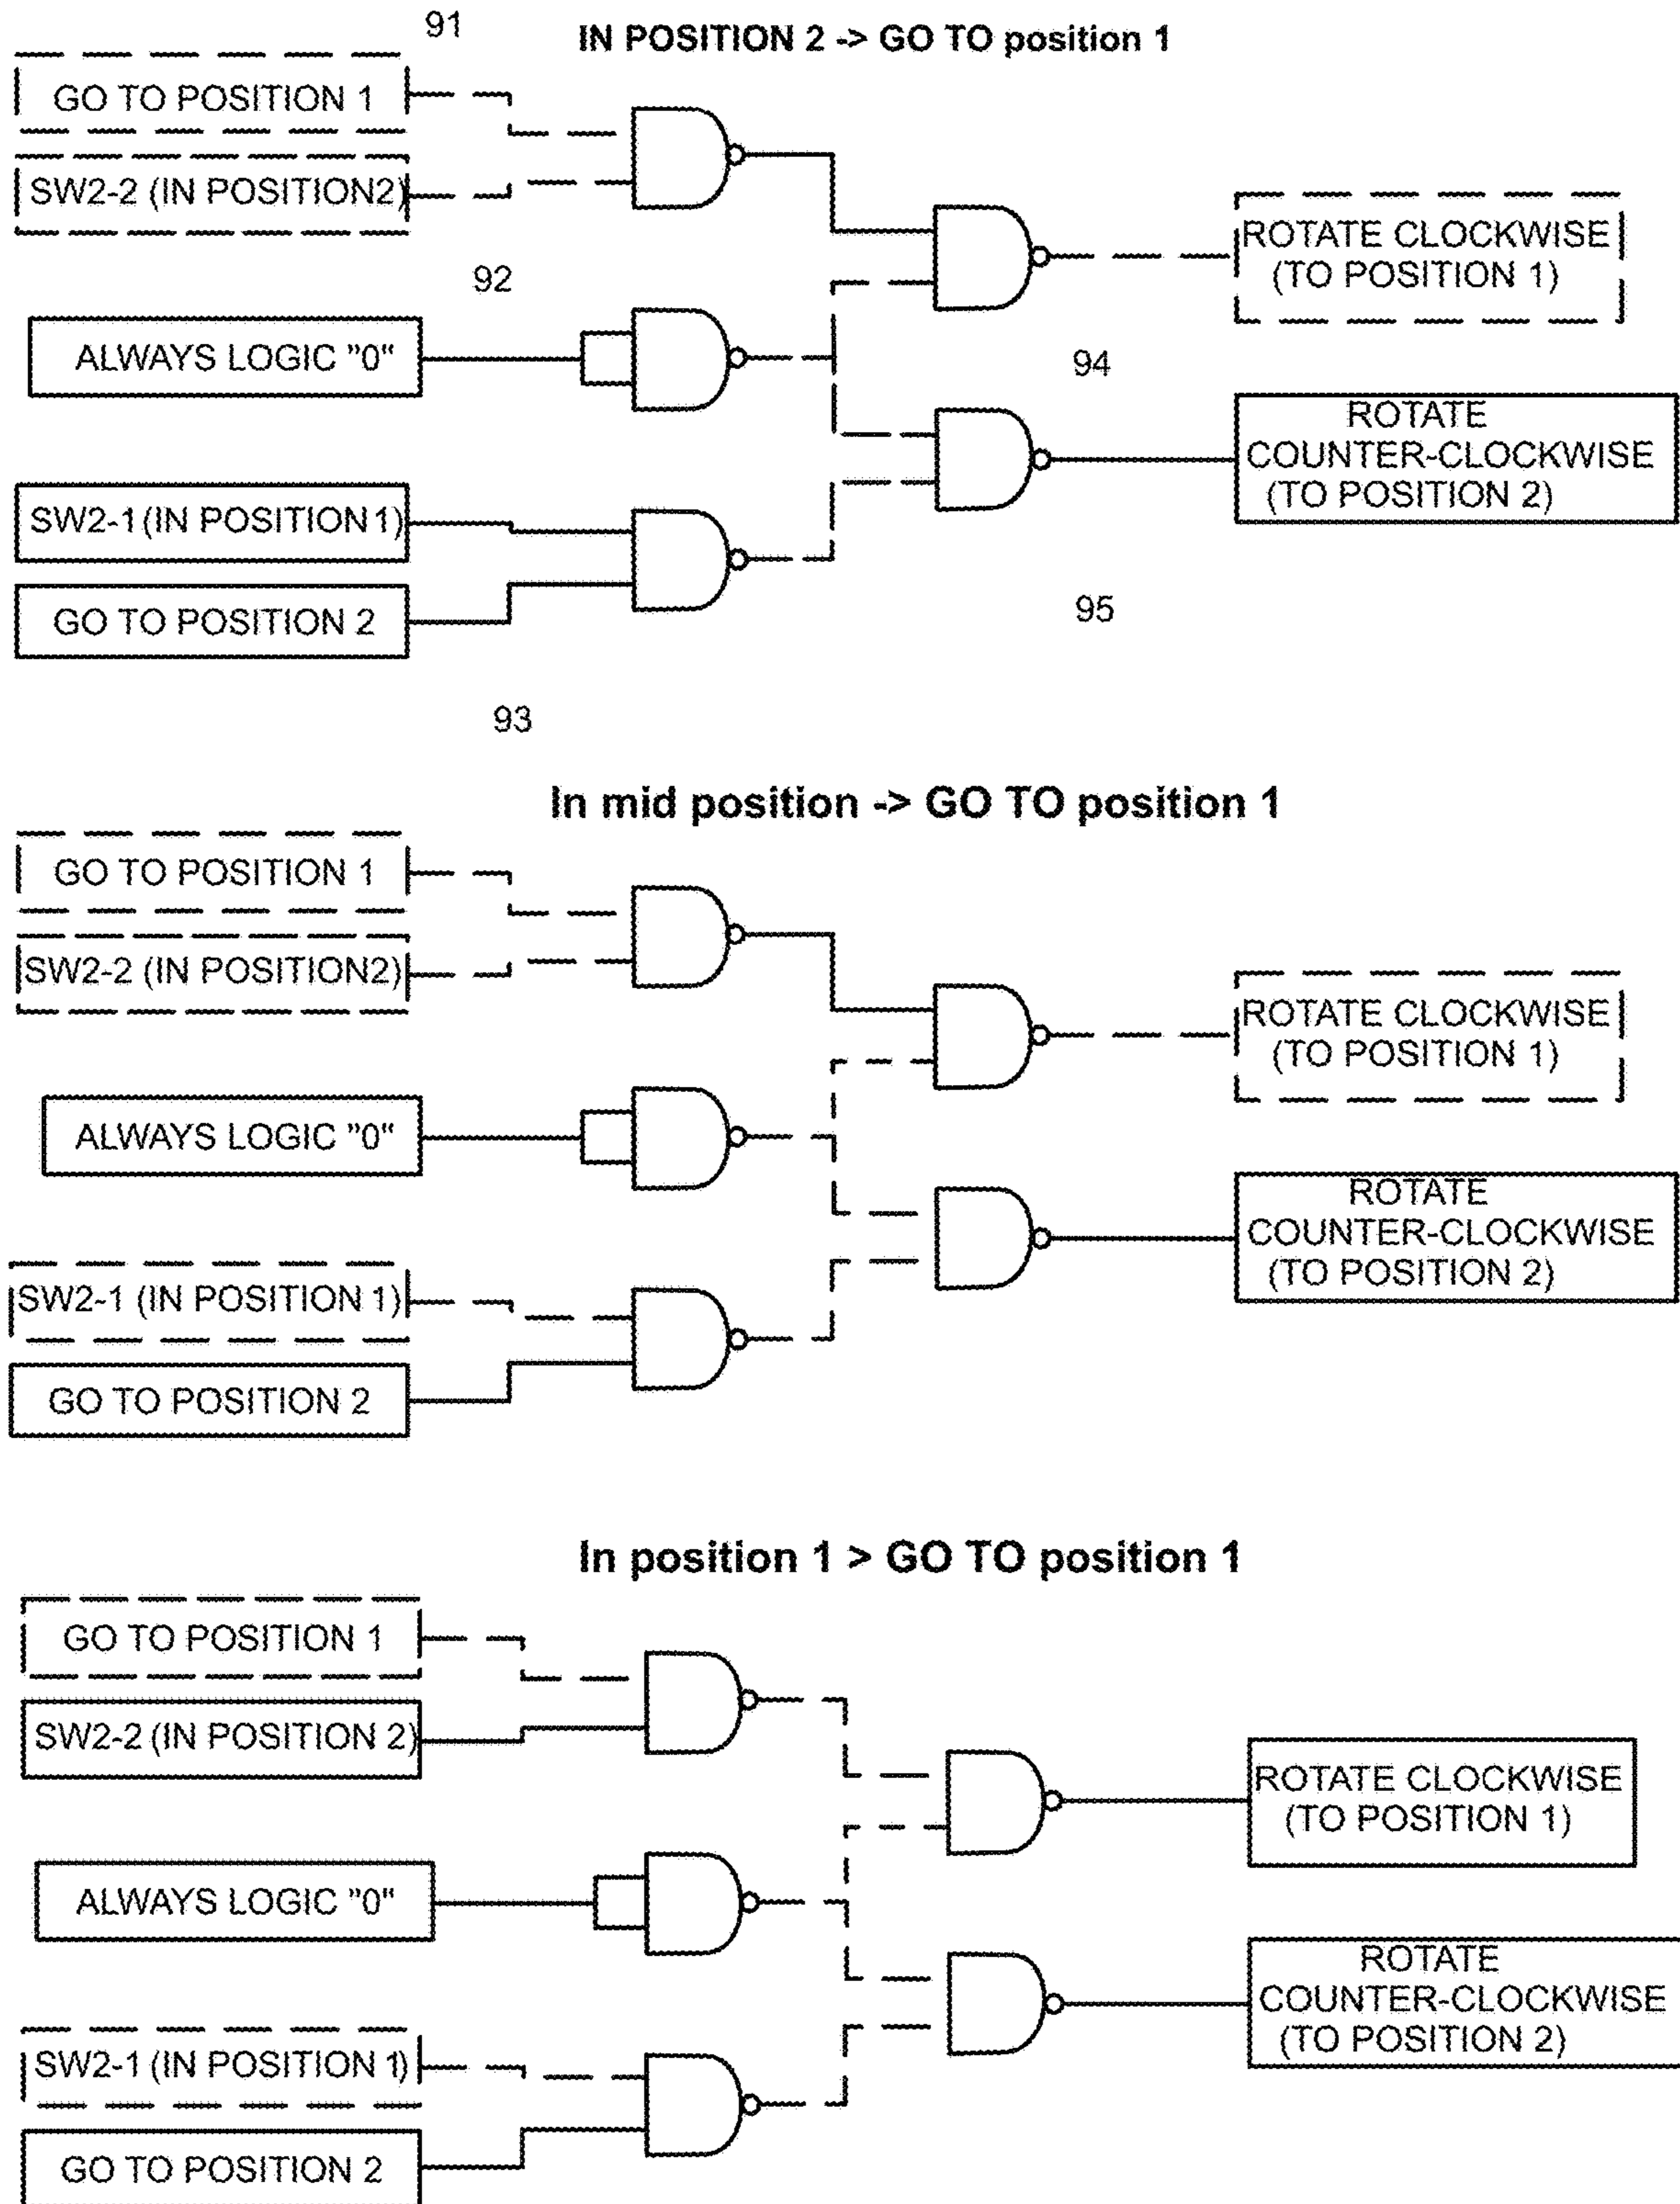 91
IN POSITION 2 -> GO TO position 1
GO TO POSITION 1
SW2-2 (IN POSITION2)
ROTATE CLOCKWISE
(TO POSITION 1)
92
ALWAYS LOGIC "0"
94
ROTATE
COUNTER-CLOCKWISE
(TO POSITION 2)
SW2-1 (IN POSITION 1)
GO TO POSITION 2
95
93
In mid position -> GO TO position 1
GO TO POSITION 1
SW2-2 (IN POSITION2)
ROTATE CLOCKWISE
(TO POSITION 1)
ALWAYS LOGIC "0"
ROTATE
COUNTER-CLOCKWISE
(TO POSITION 2)
SW2-1 (IN POSITION 1)
GO TO POSITION 2
In position 1 > GO TO position 1
GO TO POSITION 1
SW2-2 (IN POSITION 2)
ROTATE CLOCKWISE
(TO POSITION 1)
ALWAYS LOGIC "0"
ROTATE
COUNTER-CLOCKWISE
(TO POSITION 2)
SW2-1 (IN POSITION 1)
GO TO POSITION 2